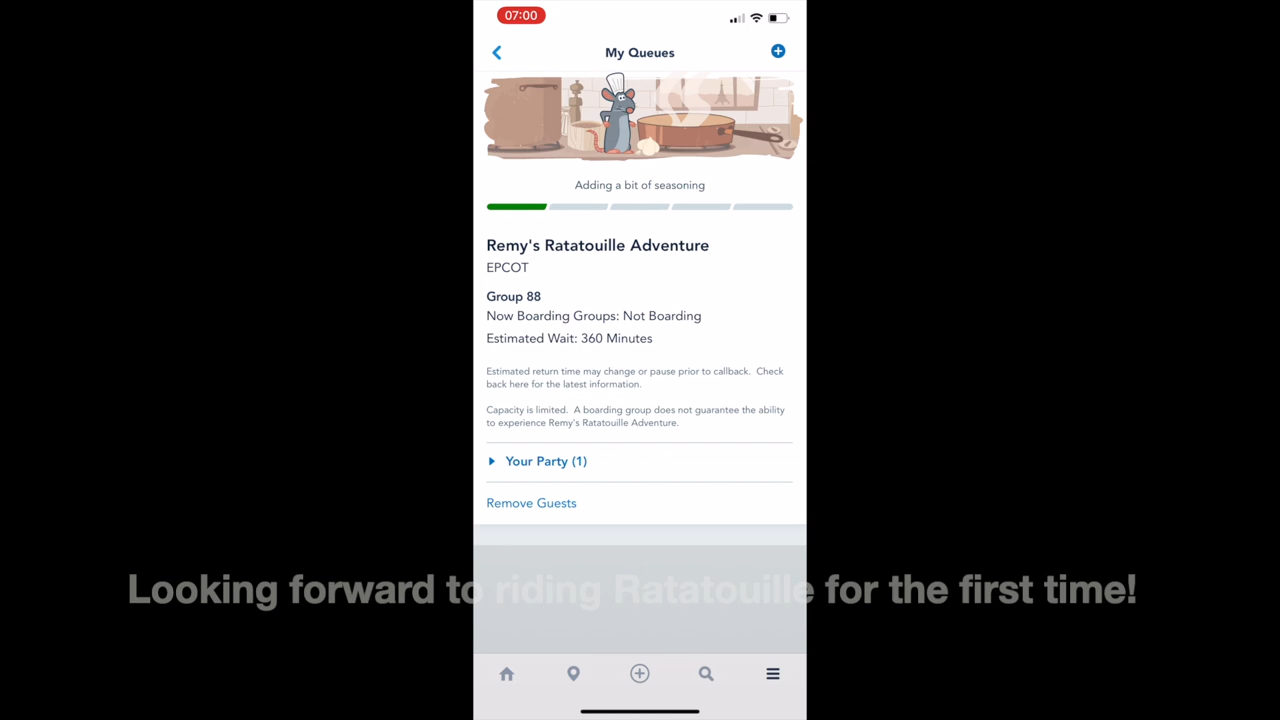 07:00
My Queues
Adding a bit of seasoning
Remy's Ratatouille Adventure
EPCOT
Group 88
Now Boarding Groups: Not Boarding
Estimated Wait: 360 Minutes
Estimated return time may change or pause prior to callback.  Check
back here for the latest information.
Capacity is limited.  A boarding group does not guarantee the ability
to experience Remy's Ratatouille Adventure.
Your Party (1)
Remove Guests
Looking forward to riding Ratatouille for the first time!